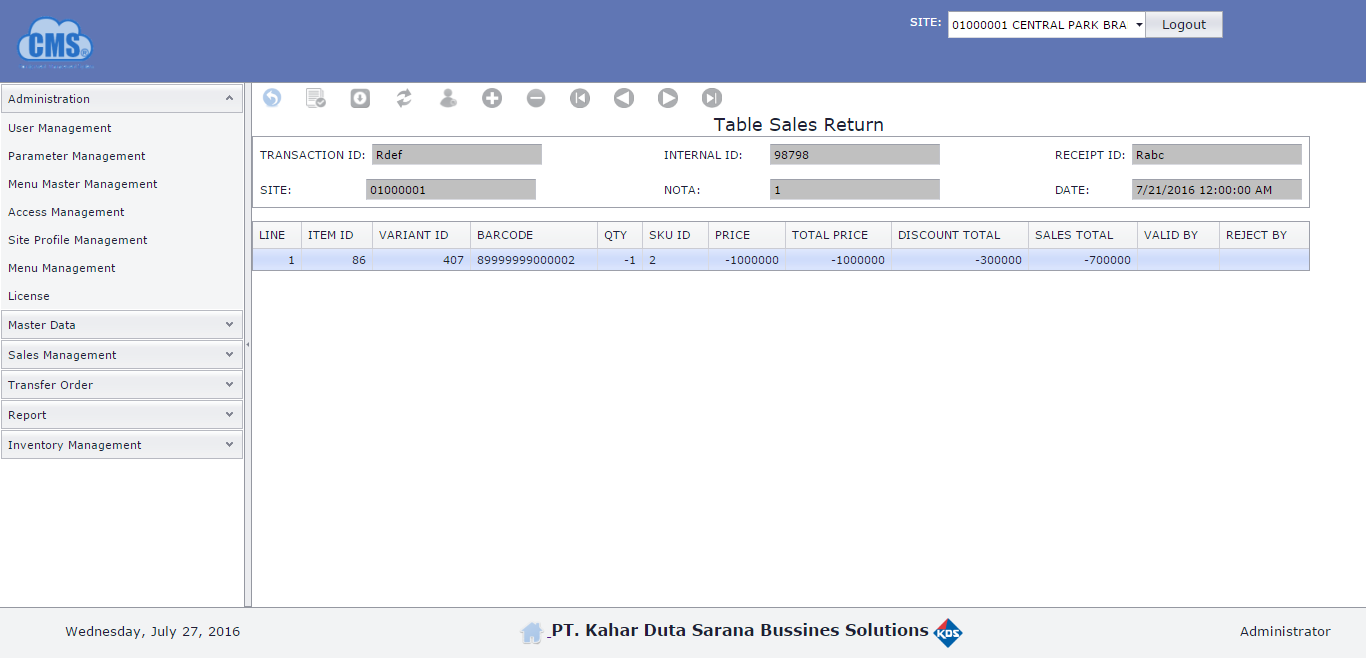 SITE: 01000001 CENTRAL PARK BRA Logout
CMS
Administration
User Management
Parameter Management
Menu Master Management
Access Management
Site Profile Management
Menu Management
License
Master Data
Sales Management
Transfer Order
Report
Inventory Management
Table Sales Return
TRANSACTION ID: Rdef INTERNAL ID: 98798 RECEIPT ID: Rabc
SITE: 01000001 NOTA: 1 DATE: 7/21/2016 12:00:00 AM
LINE ITEM ID VARIANT ID BARCODE QTY SKU ID PRICE TOTAL PRICE DISCOUNT TOTAL SALES TOTAL VALID BY REJECT BY
1 86 407 89999999000002 -1 2 -1000000 -1000000 -300000 -700000
Wednesday, July 27, 2016 PT. Kahar Duta Sarana Bussines Solutions KDS Administrator